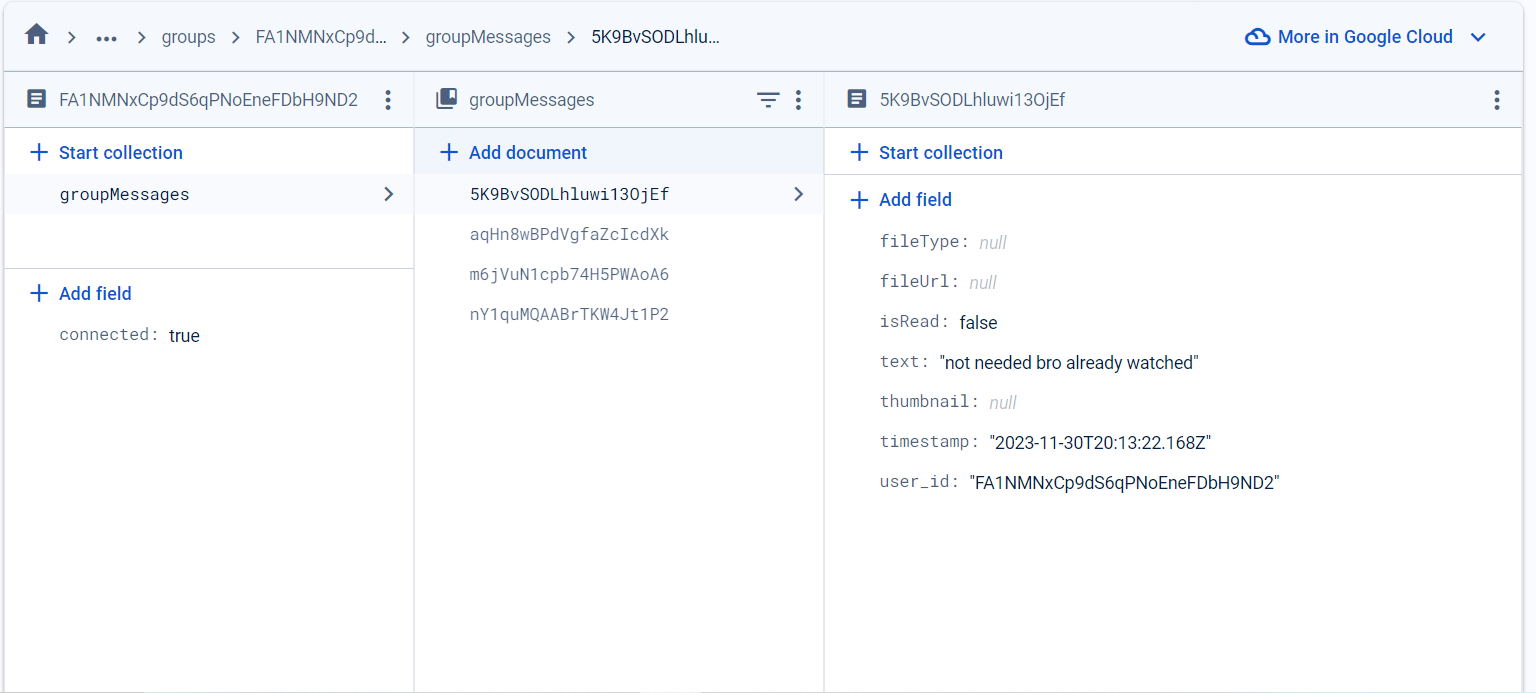 ... groups FA1NMNxCp9d... groupMessages 5K9BvSODLhlu... More in Google Cloud
FA1NMNxCp9dS6qPNoEneFDbH9ND2
+ Start collection
groupMessages
+ Add field
connected: true
groupMessages
+ Add document
5K9BvSODLhluwi13OjEf
aqHn8wBPdVgfaZcIcdXk
m6jVuN1cpb74H5PWAoA6
nY1quMQAABrTKW4Jt1P2
5K9BvSODLhluwi13OjEf
+ Start collection
+ Add field
fileType: null
fileUrl: null
isRead: false
text: "not needed bro already watched"
thumbnail: null
timestamp: "2023-11-30T20:13:22.168Z"
user_id: "FA1NMNxCp9dS6qPNoEneFDbH9ND2"